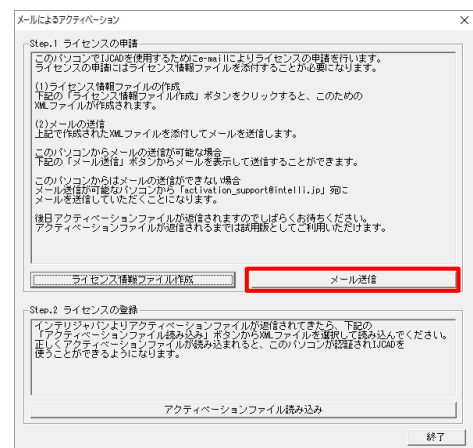 メールによるアクティベーション
Step.1 ライセンスの申請
このパソコンでIJCADを使用するためにe-mailによりライセンスの申請を行います。
ライセンスの申請にはライセンス情報ファイルを添付することが必要になります。
(1)ライセンス情報ファイルの作成
下記の「ライセンス情報ファイル作成」ボタンをクリックすると、このための
XMLファイルが作成されます。
(2)メールの送信
上記で作成されたXMLファイルを添付してメールを送信します。
このパソコンからメールの送信が可能な場合
下記の「メール送信」ボタンからメールを表示して送信することができます。
このパソコンからはメールの送信ができない場合
メール送信が可能なパソコンから「activation_support@intelli.jp」宛に
メールを送信していただくことになります。
後日アクティベーションファイルが返信されますのでしばらくお待ちください。
アクティベーションファイルが返信されるまでは試用版としてご利用いただけます。
ライセンス情報ファイル作成
メール送信
Step.2 ライセンスの登録
インテリジャパンよりアクティベーションファイルが返信されてきたら、下記の
「アクティベーションファイル読み込み」ボタンからXMLファイルを選択して読み込んでください。
正しくアクティベーションファイルが読み込まれると、このパソコンが認証されIJCADを
使うことができるようになります。
アクティベーションファイル読み込み
終了